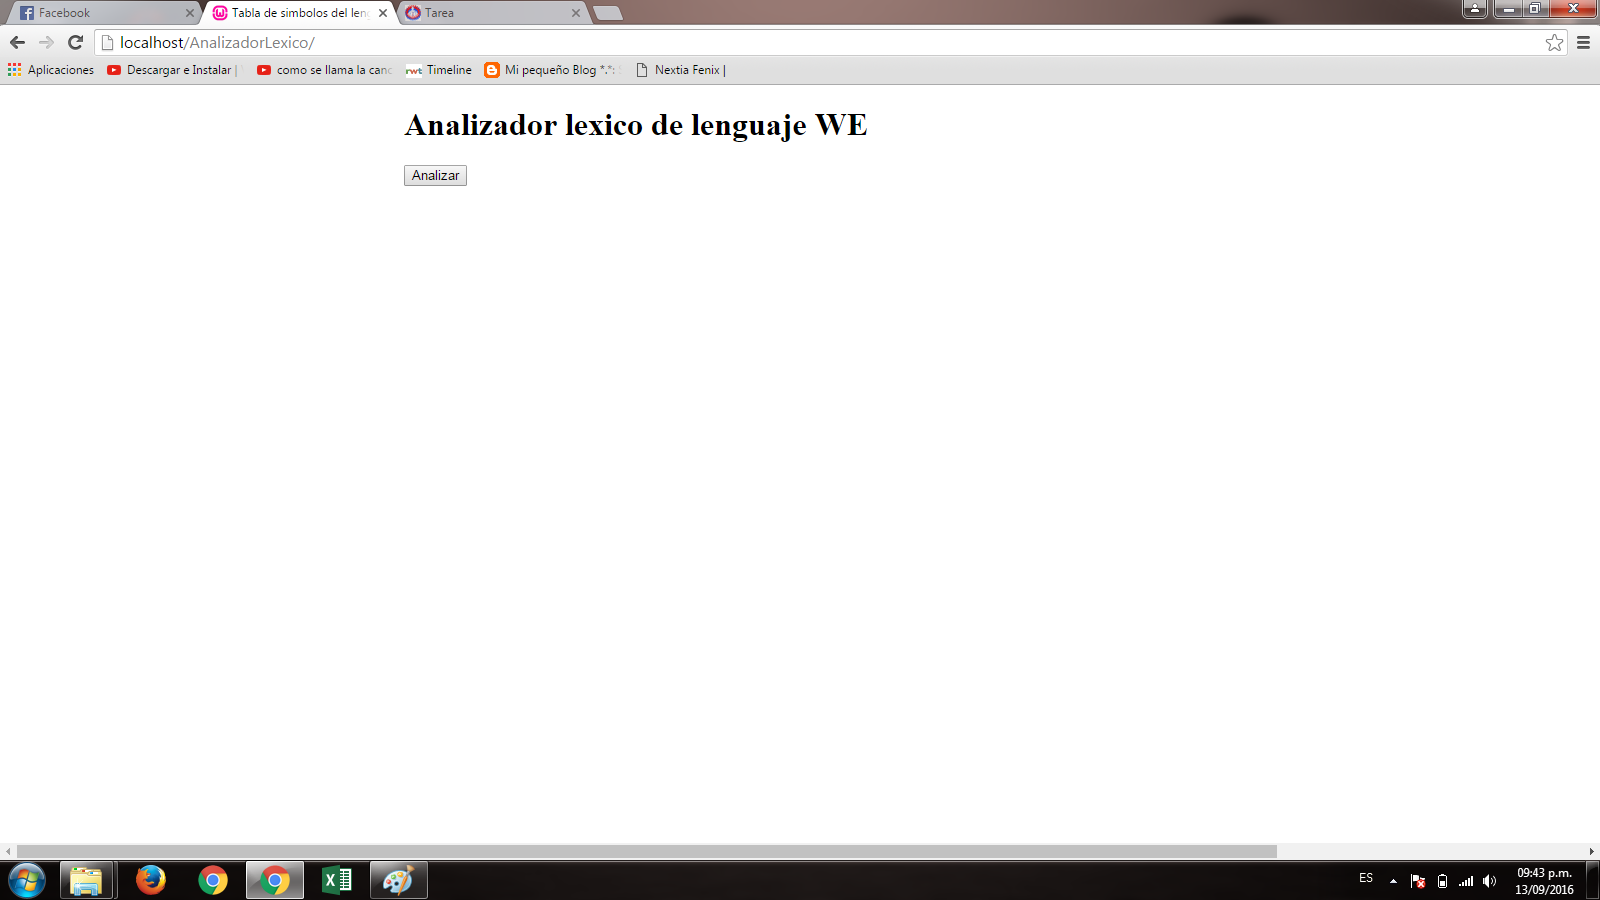 Facebook
Tabla de simbolos del len
Tarea
localhost/AnalizadorLexico/
Aplicaciones
Descargar e Instalar |
como se llama la canc
rwt Timeline
Mi pequeño Blog *.*:
Nextia Fenix |
Analizador lexico de lenguaje WE
Analizar
ES
09:43 p.m.
13/09/2016